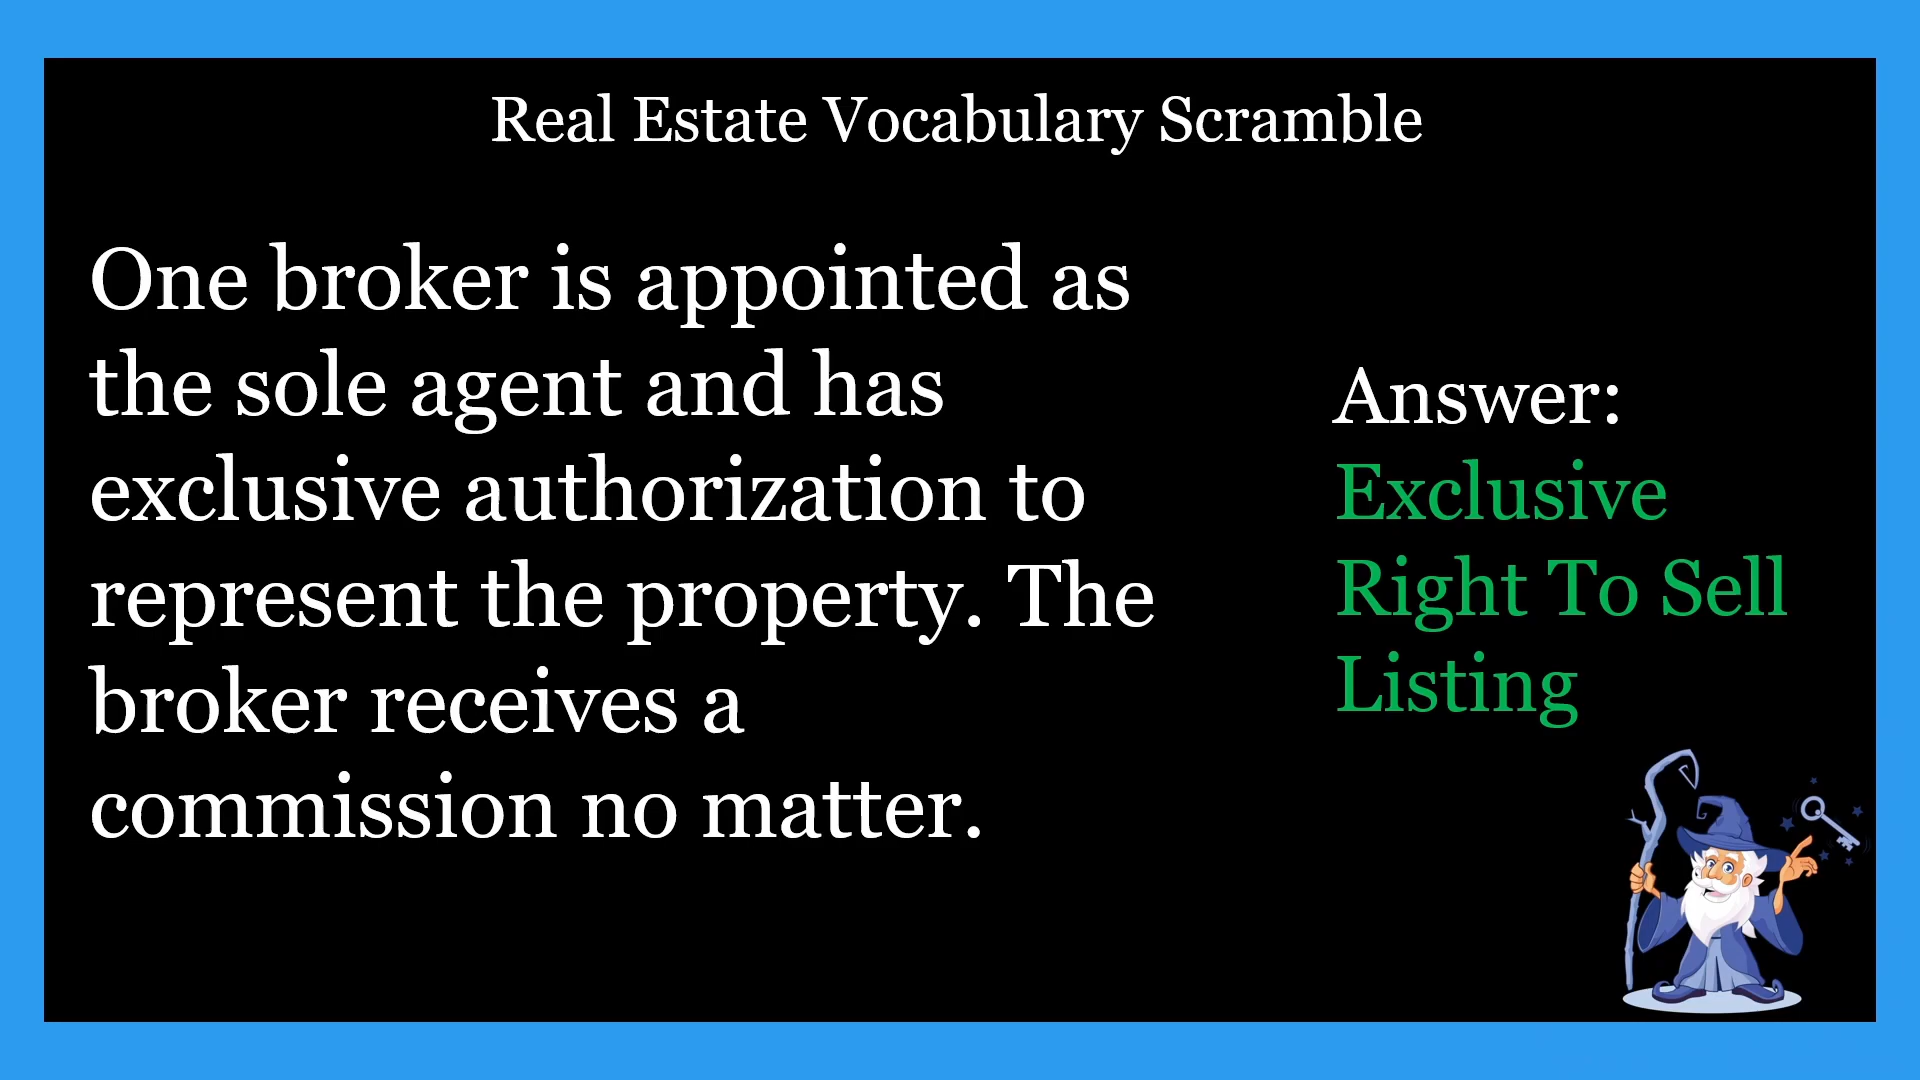 Real Estate Vocabulary Scramble
One broker is appointed as
the sole agent and has
exclusive authorization to
represent the property. The
broker receives a
commission no matter.
Answer:
Exclusive
Right To Sell
Listing